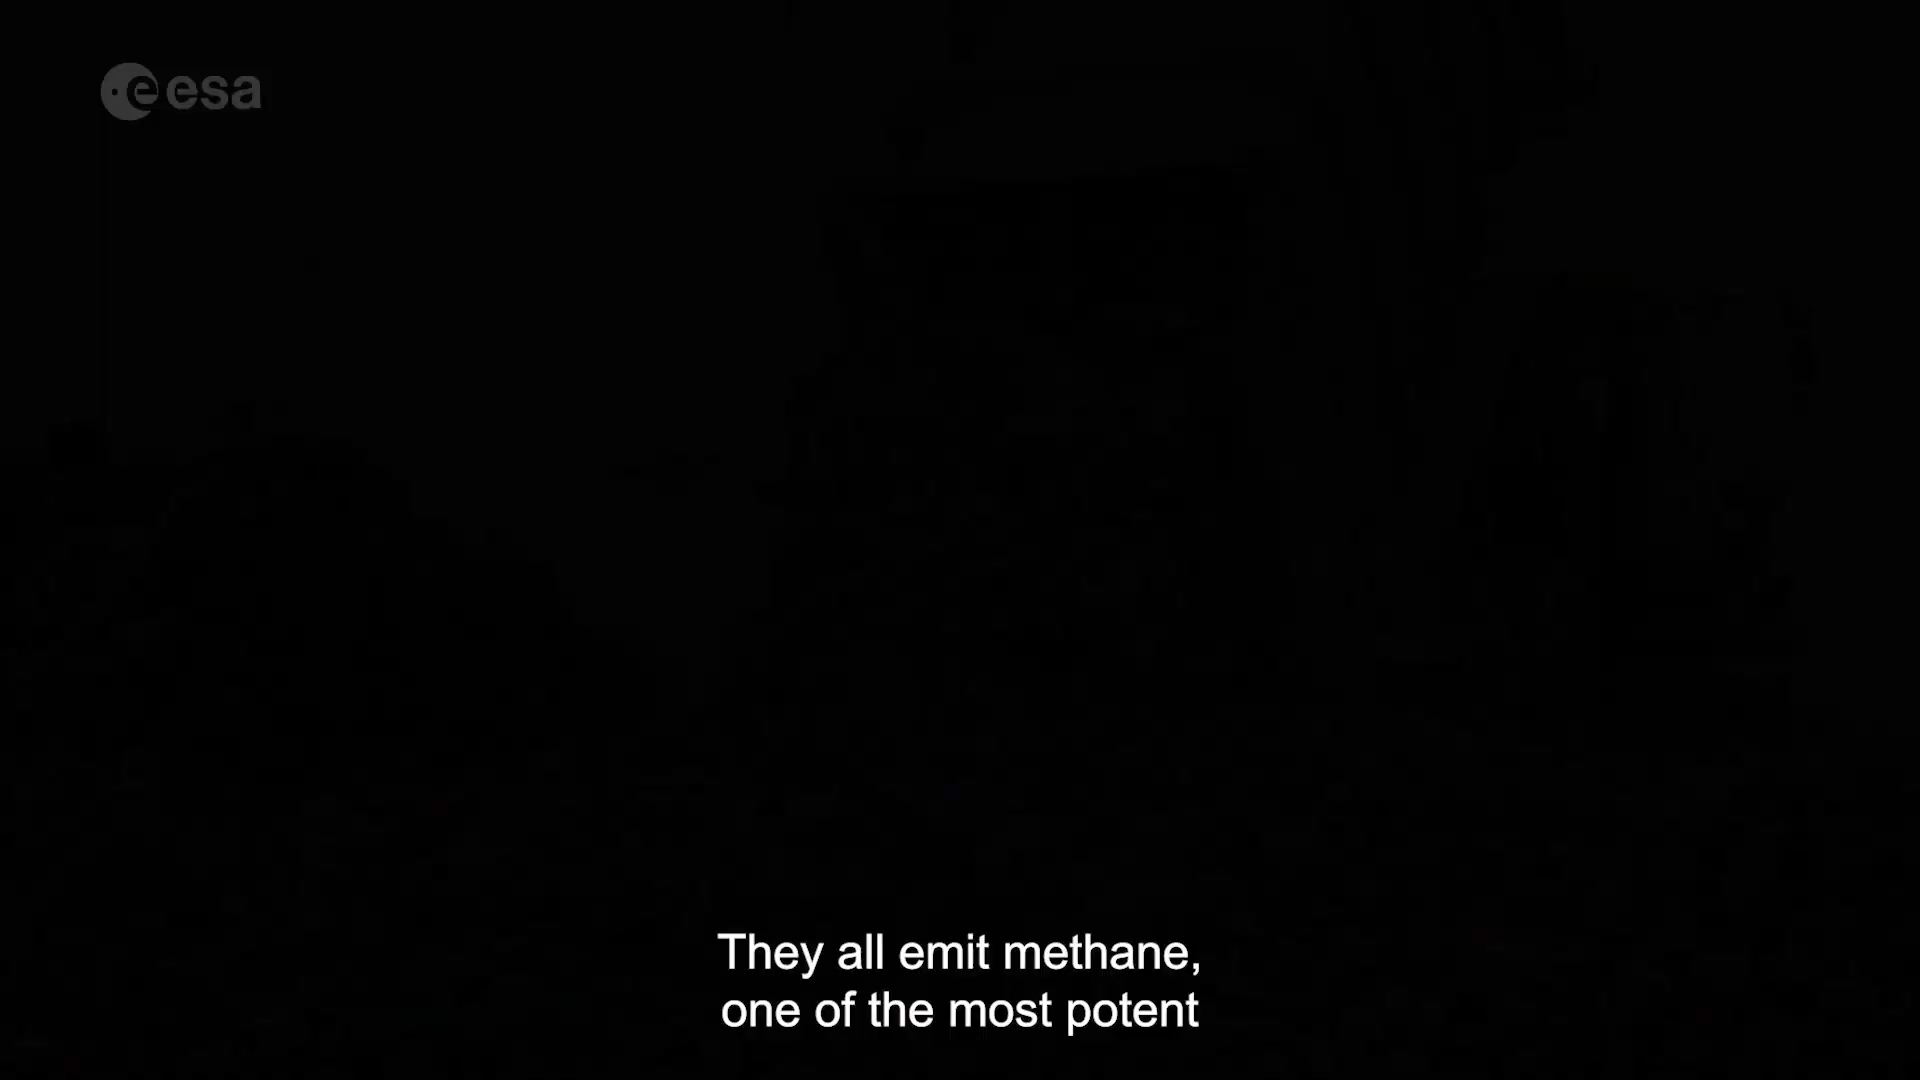 esa
They all emit methane,
one of the most potent